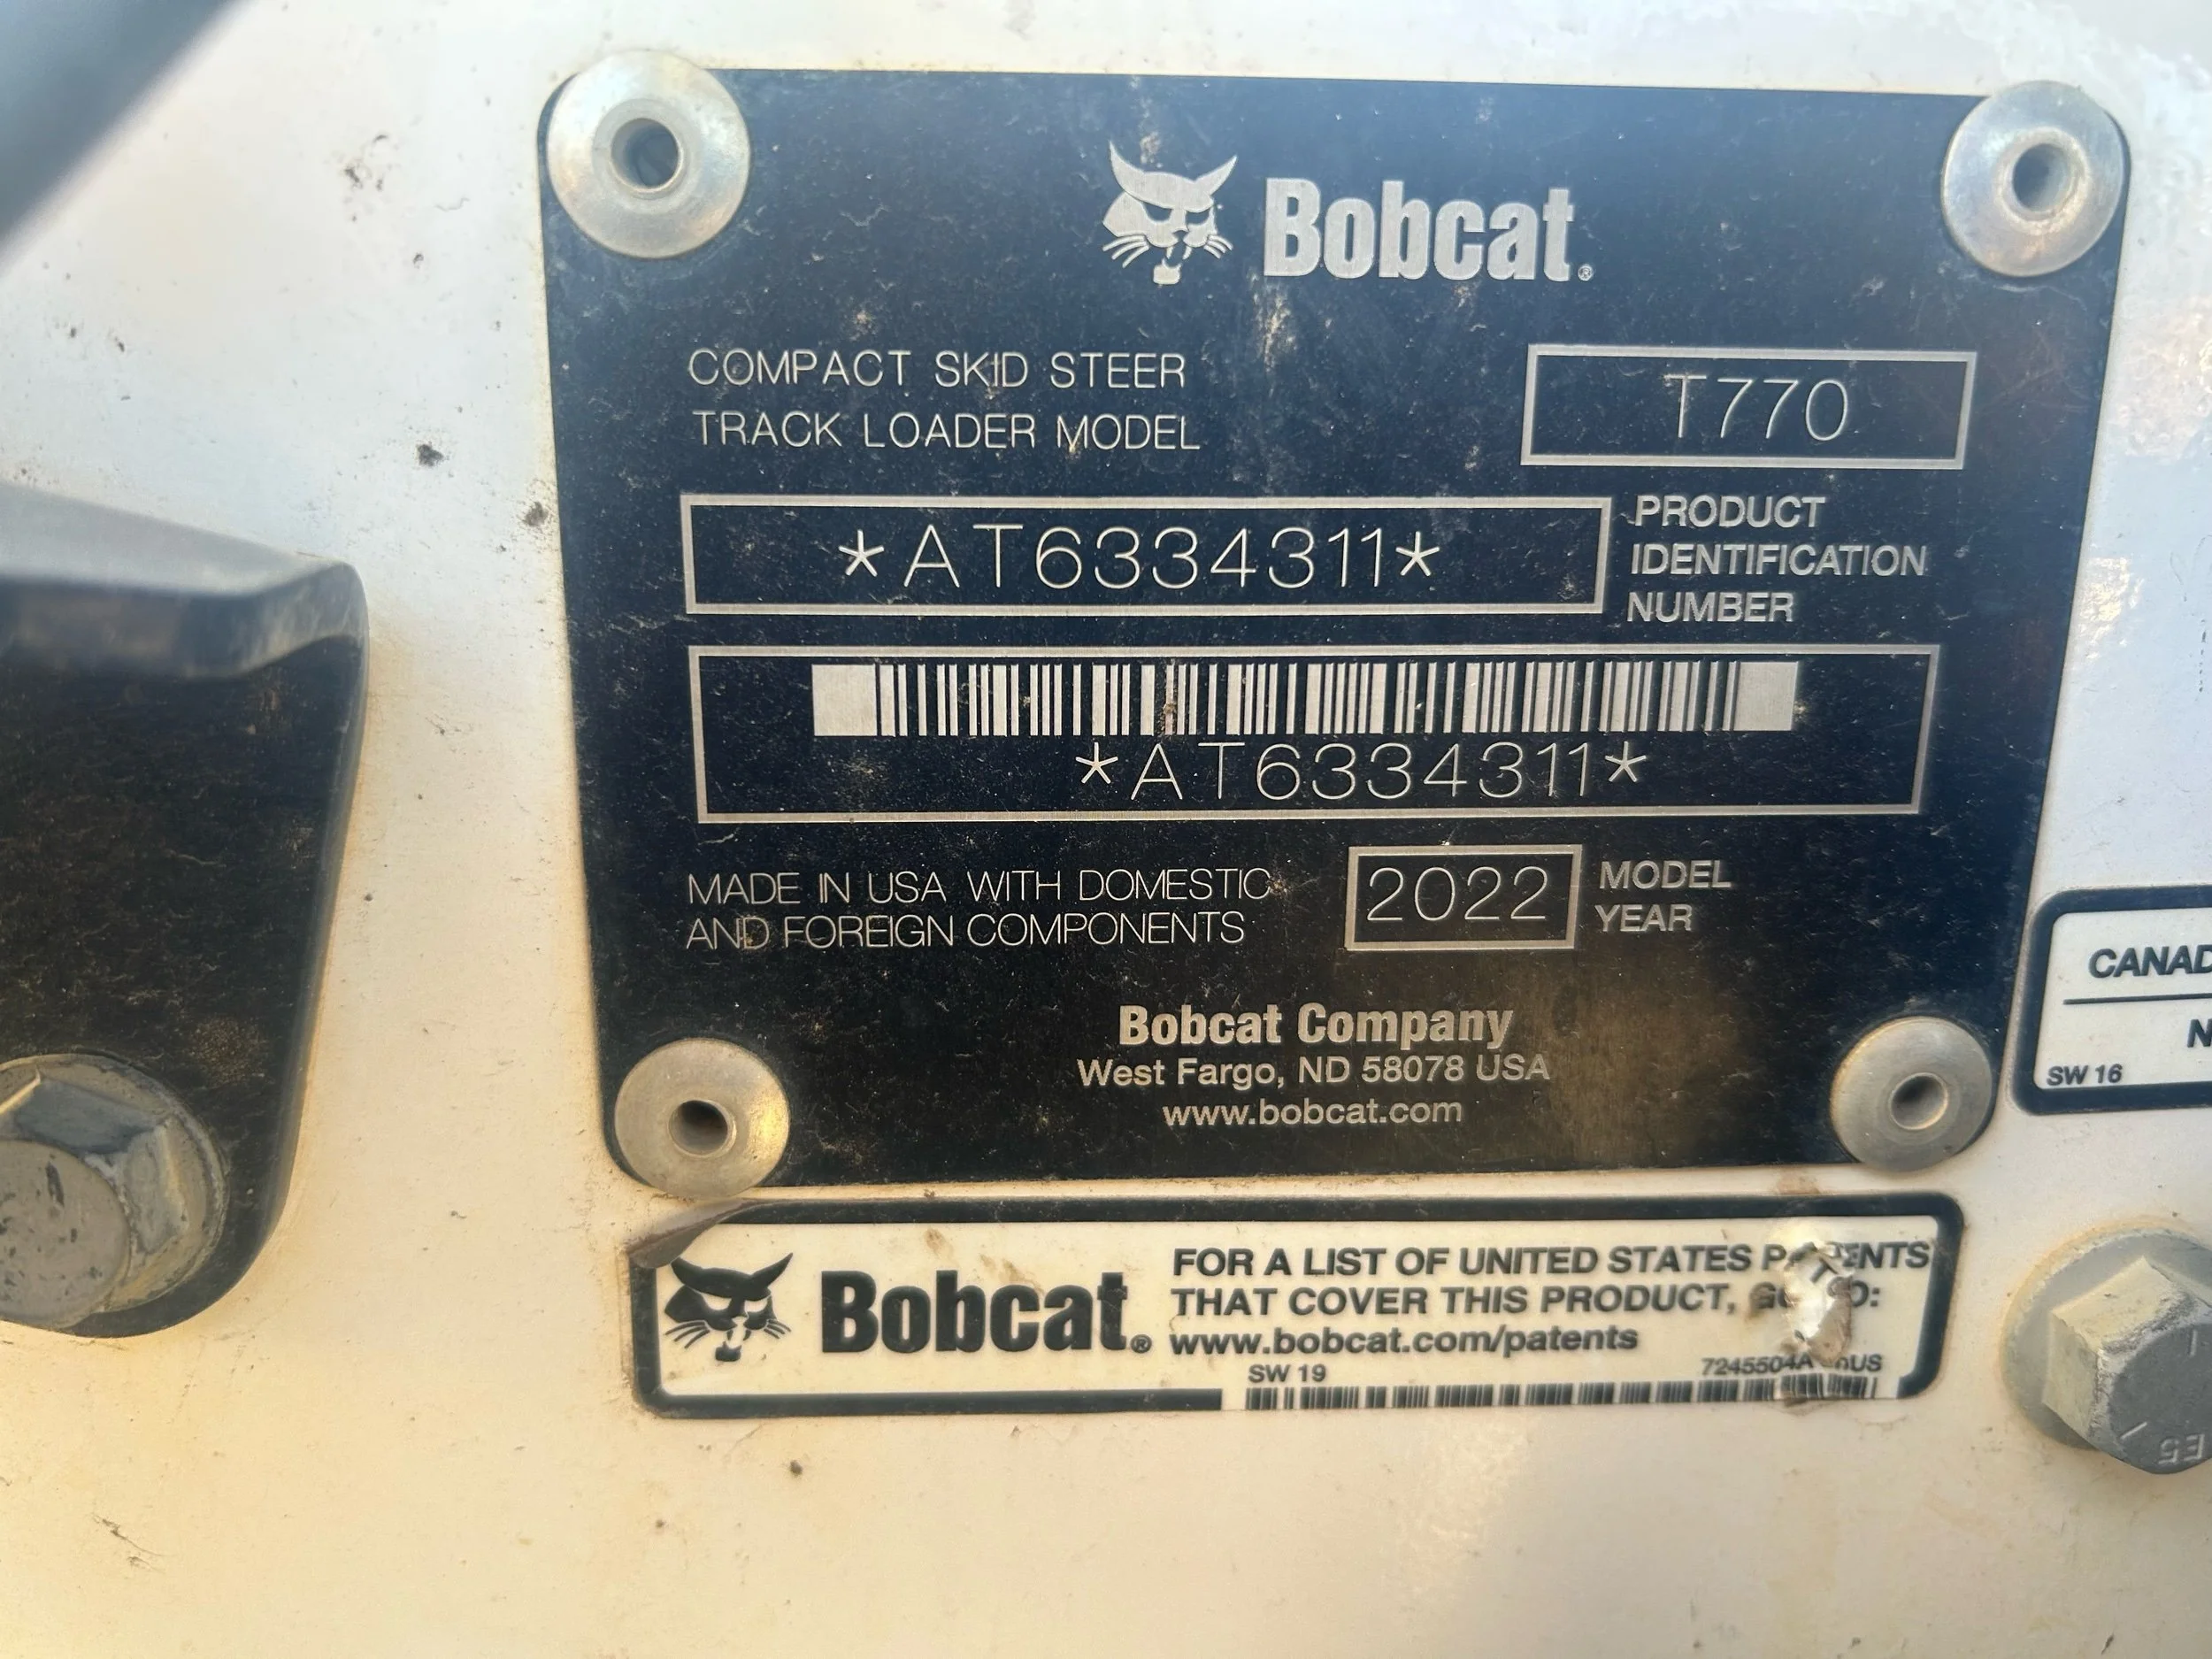 Bobcat®
COMPACT SKID STEER
TRACK LOADER MODEL
T770
*AT6334311*
PRODUCT
IDENTIFICATION
NUMBER
*AT6334311*
MADE IN USA WITH DOMESTIC
AND FOREIGN COMPONENTS
2022
MODEL
YEAR
Bobcat Company
West Fargo, ND 58078 USA
www.bobcat.com
SW 16
Bobcat®
FOR A LIST OF UNITED STATES
THAT COVER THIS PRODUCT,
www.bobcat.com/patents
SW 19
7245504A
E5